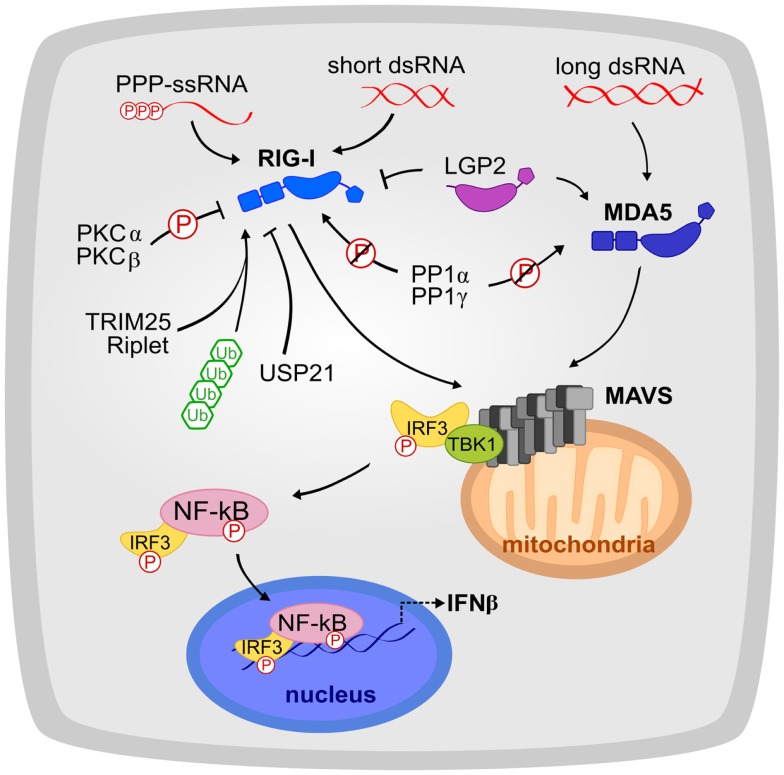 short dsRNA
long dsRNA
PPP-ssRNA
PPP
RIG-I
LGP2
MDA5
P
PKCα
PKCβ
P
P
PP1α
PP1γ
TRIM25
Riplet
Ub
Ub
Ub
Ub
USP21
MAVS
IRF3
P
TBK1
NF-kB
P
IRF3
P
mitochondria
IFNβ
NF-kB
P
IRF3
P
nucleus